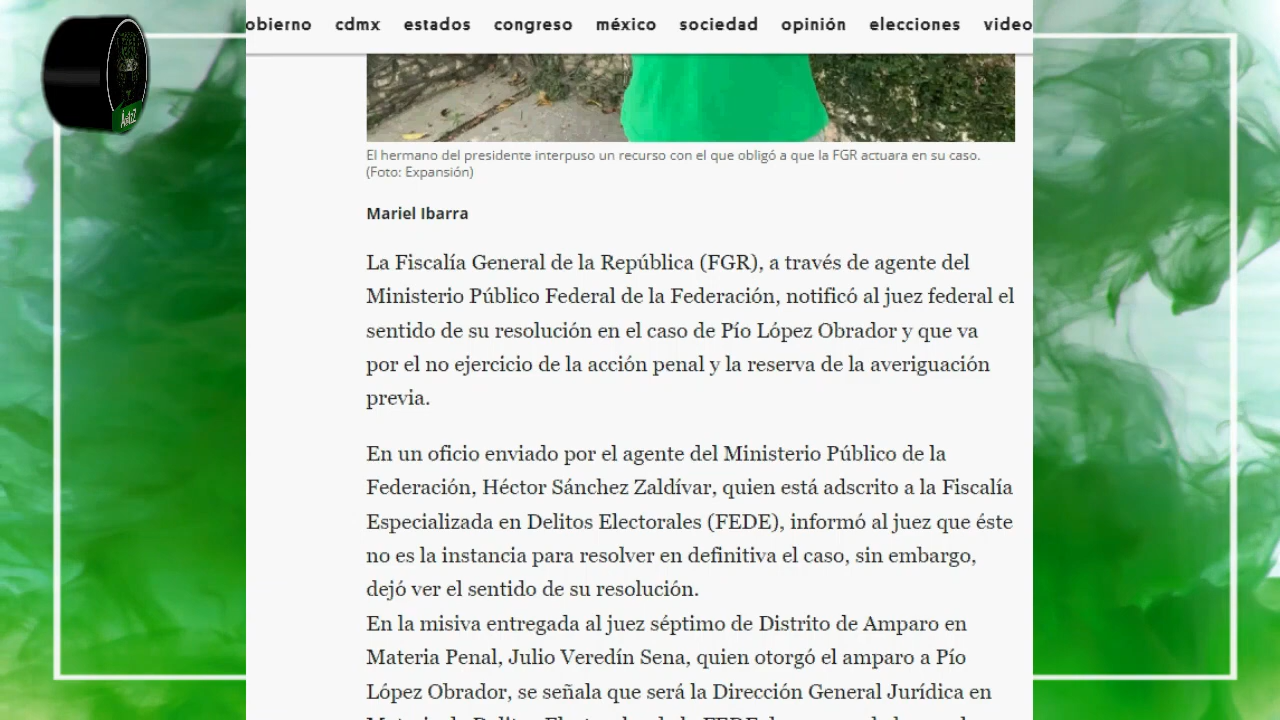 obierno cdmx estados congreso méxico sociedad opinión elecciones video
El hermano del presidente interpuso un recurso con el que obligó a que la FGR actuara en su caso.
(Foto: Expansión)
Mariel Ibarra
La Fiscalía General de la República (FGR), a través de agente del
Ministerio Público Federal de la Federación, notificó al juez federal el
sentido de su resolución en el caso de Pío López Obrador y que va
por el no ejercicio de la acción penal y la reserva de la averiguación
previa.
En un oficio enviado por el agente del Ministerio Público de la
Federación, Héctor Sánchez Zaldívar, quien está adscrito a la Fiscalía
Especializada en Delitos Electorales (FEDE), informó al juez que éste
no es la instancia para resolver en definitiva el caso, sin embargo,
dejó ver el sentido de su resolución.
En la misiva entregada al juez séptimo de Distrito de Amparo en
Materia Penal, Julio Veredín Sena, quien otorgó el amparo a Pío
López Obrador, se señala que será la Dirección General Jurídica en